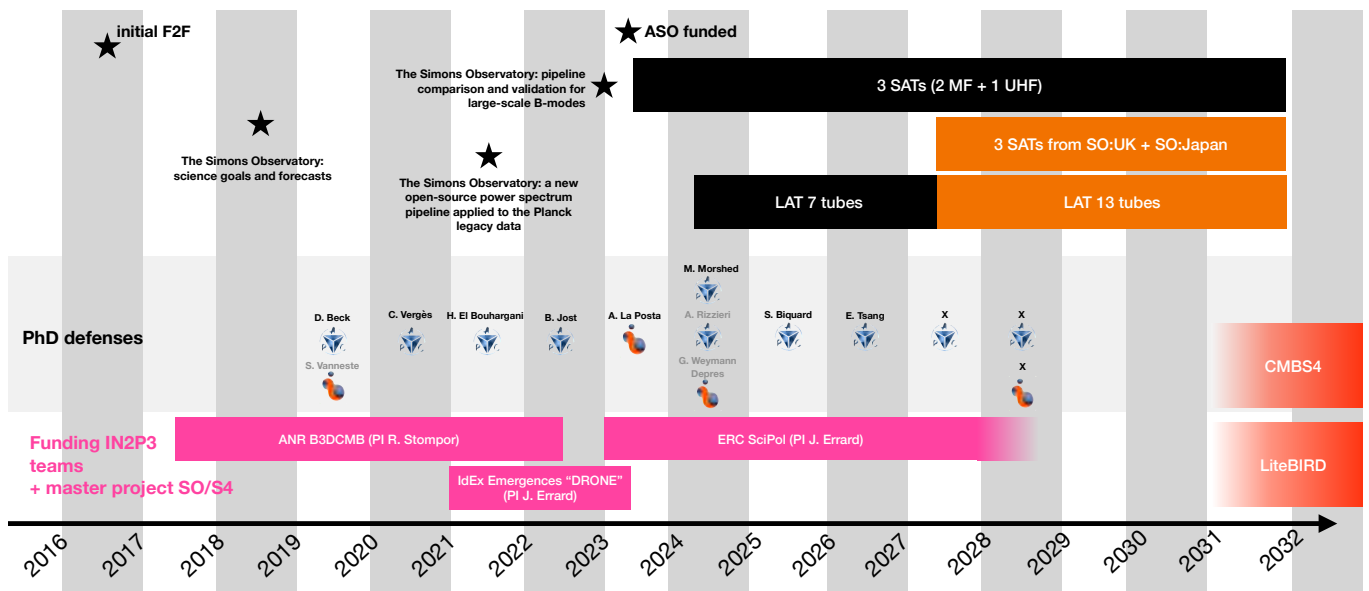 initial F2F
ASO funded
The Simons Observatory: pipeline
comparison and validation for
large-scale B-modes
3 SATs (2 MF + 1 UHF)
The Simons Observatory:
science goals and forecasts
3 SATs from SO:UK + SO:Japan
The Simons Observatory: a new
open-source power spectrum
pipeline applied to the Planck
legacy data
LAT 7 tubes
LAT 13 tubes
PhD defenses
D. Beck
S. Vanneste
C. Vergès
H. El Bouhargani
B. Jost
A. La Posta
M. Morshed
A. Rizzieri
G. Weymann
Depres
S. Biquard
E. Tsang
X
X
X
CMBS4
Funding IN2P3
teams
+ master project SO/S4
ANR B3DCMB (PI R. Stompor)
ERC SciPol (PI J. Errard)
IdEx Emergences “DRONE”
(PI J. Errard)
LiteBIRD
2016
2017
2018
2019
2020
2021
2022
2023
2024
2025
2026
2027
2028
2029
2030
2031
2032